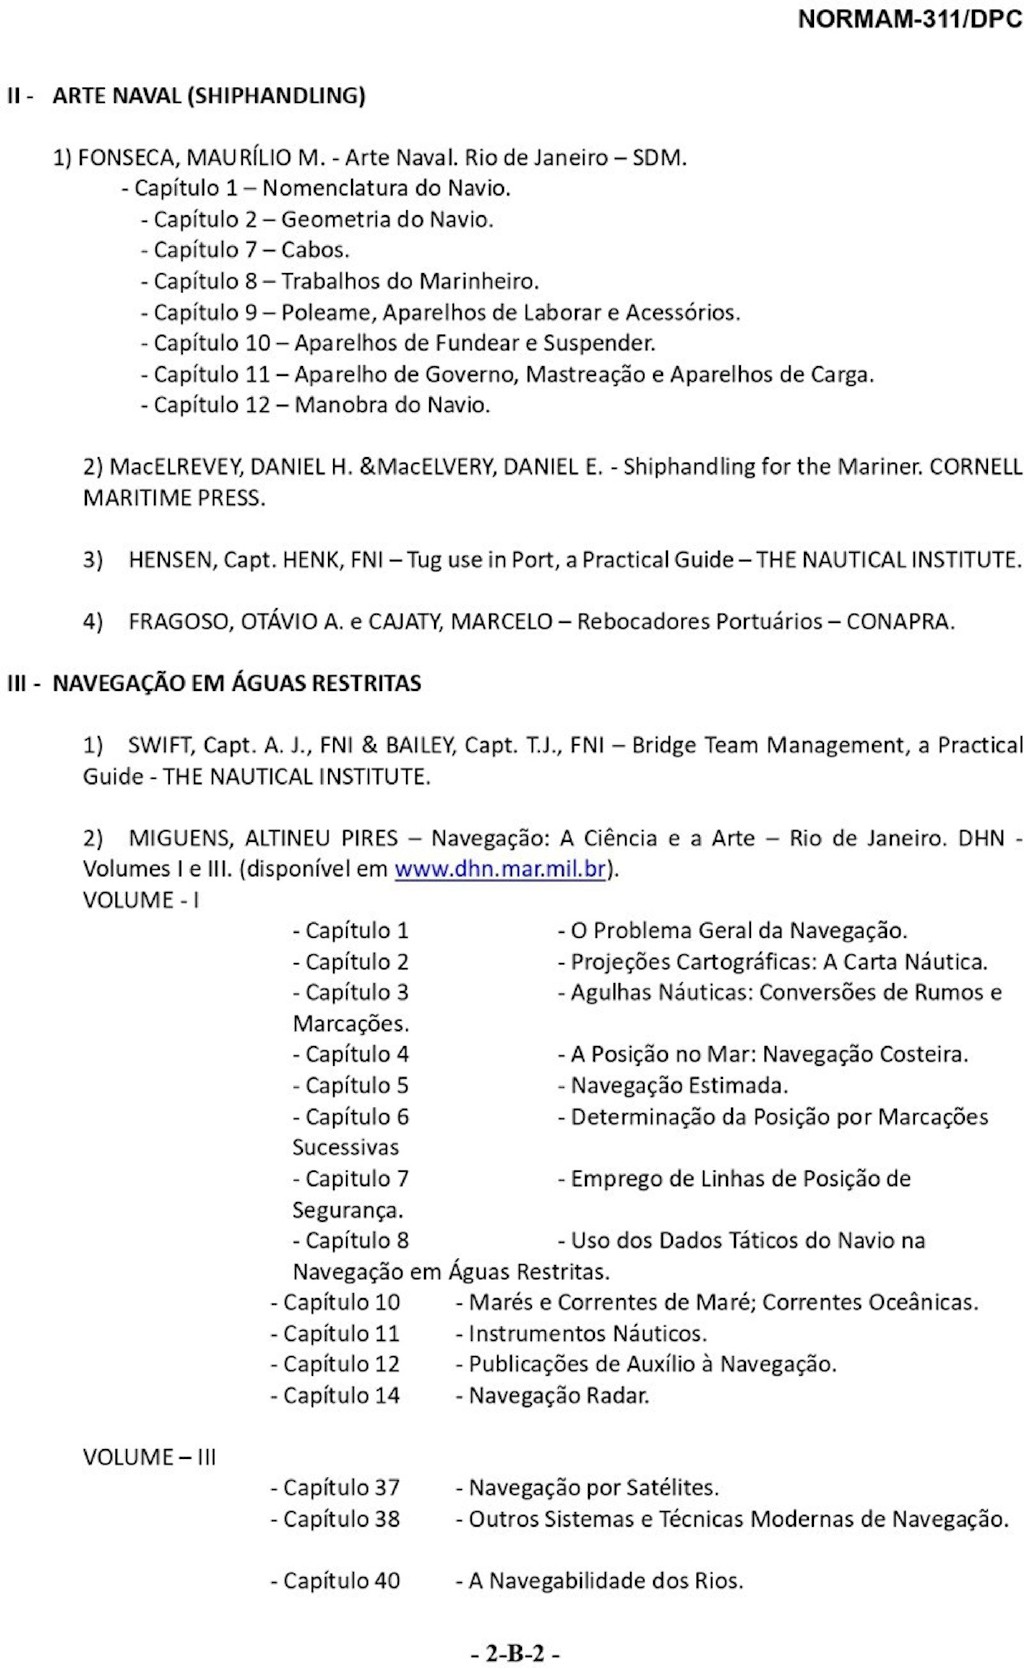 NORMAM-311/DPC
II - ARTE NAVAL (SHIPHANDLING)
1) FONSECA, MAURÍLIO M. - Arte Naval. Rio de Janeiro – SDM.
- Capítulo 1 – Nomenclatura do Navio.
- Capítulo 2 – Geometria do Navio.
- Capítulo 7 – Cabos.
- Capítulo 8 – Trabalhos do Marinheiro.
- Capítulo 9 – Poleame, Aparelhos de Laborar e Acessórios.
- Capítulo 10 – Aparelhos de Fundear e Suspender.
- Capítulo 11 – Aparelho de Governo, Mastreação e Aparelhos de Carga.
- Capítulo 12 – Manobra do Navio.
2) MacELREVEY, DANIEL H. &MacELVERY, DANIEL E. - Shiphandling for the Mariner. CORNELL
MARITIME PRESS.
3) HENSEN, Capt. HENK, FNI – Tug use in Port, a Practical Guide – THE NAUTICAL INSTITUTE.
4) FRAGOSO, OTÁVIO A. e CAJATY, MARCELO – Rebocadores Portuários – CONAPRA.
III - NAVEGAÇÃO EM ÁGUAS RESTRITAS
1) SWIFT, Capt. A. J., FNI & BAILEY, Capt. T.J., FNI – Bridge Team Management, a Practical
Guide - THE NAUTICAL INSTITUTE.
2) MIGUENS, ALTINEU PIRES – Navegação: A Ciência e a Arte – Rio de Janeiro. DHN -
Volumes I e III. (disponível em www.dhn.mar.mil.br).
VOLUME - I
- Capítulo 1 - O Problema Geral da Navegação.
- Capítulo 2 - Projeções Cartográficas: A Carta Náutica.
- Capítulo 3 - Agulhas Náuticas: Conversões de Rumos e
Marcações.
- Capítulo 4 - A Posição no Mar: Navegação Costeira.
- Capítulo 5 - Navegação Estimada.
- Capítulo 6 - Determinação da Posição por Marcações
Sucessivas
- Capitulo 7 - Emprego de Linhas de Posição de
Segurança.
- Capítulo 8 - Uso dos Dados Táticos do Navio na
Navegação em Águas Restritas.
- Capítulo 10 - Marés e Correntes de Maré; Correntes Oceânicas.
- Capítulo 11 - Instrumentos Náuticos.
- Capítulo 12 - Publicações de Auxílio à Navegação.
- Capítulo 14 - Navegação Radar.
VOLUME – III
- Capítulo 37 - Navegação por Satélites.
- Capítulo 38 - Outros Sistemas e Técnicas Modernas de Navegação.
- Capítulo 40 - A Navegabilidade dos Rios.
- 2-B-2 -